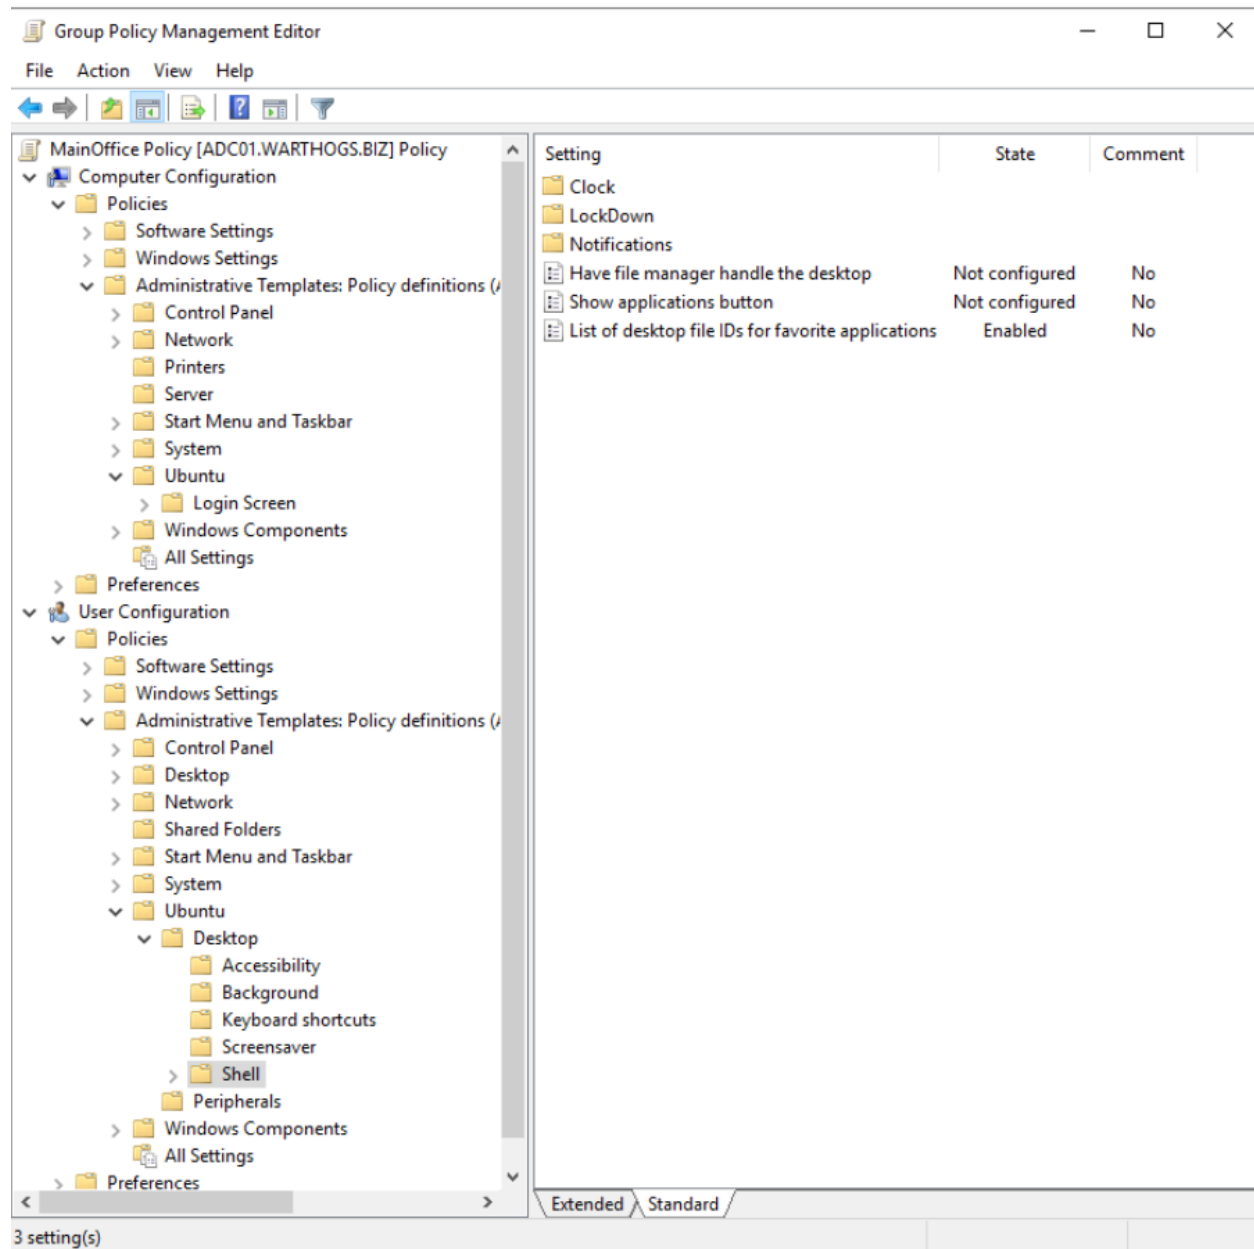 Group Policy Management Editor
File Action View Help
MainOffice Policy [ADC01.WARTHOGS.BIZ] Policy
Computer Configuration
Policies
Software Settings
Windows Settings
Administrative Templates: Policy definitions (
Control Panel
Network
Printers
Server
Start Menu and Taskbar
System
Ubuntu
Login Screen
Windows Components
All Settings
Preferences
User Configuration
Policies
Software Settings
Windows Settings
Administrative Templates: Policy definitions (
Control Panel
Desktop
Network
Shared Folders
Start Menu and Taskbar
System
Ubuntu
Desktop
Accessibility
Background
Keyboard shortcuts
Screensaver
Shell
Peripherals
Windows Components
All Settings
Preferences
Setting State Comment
Clock
LockDown
Notifications
Have file manager handle the desktop Not configured No
Show applications button Not configured No
List of desktop file IDs for favorite applications Enabled No
Extended Standard
3 setting(s)